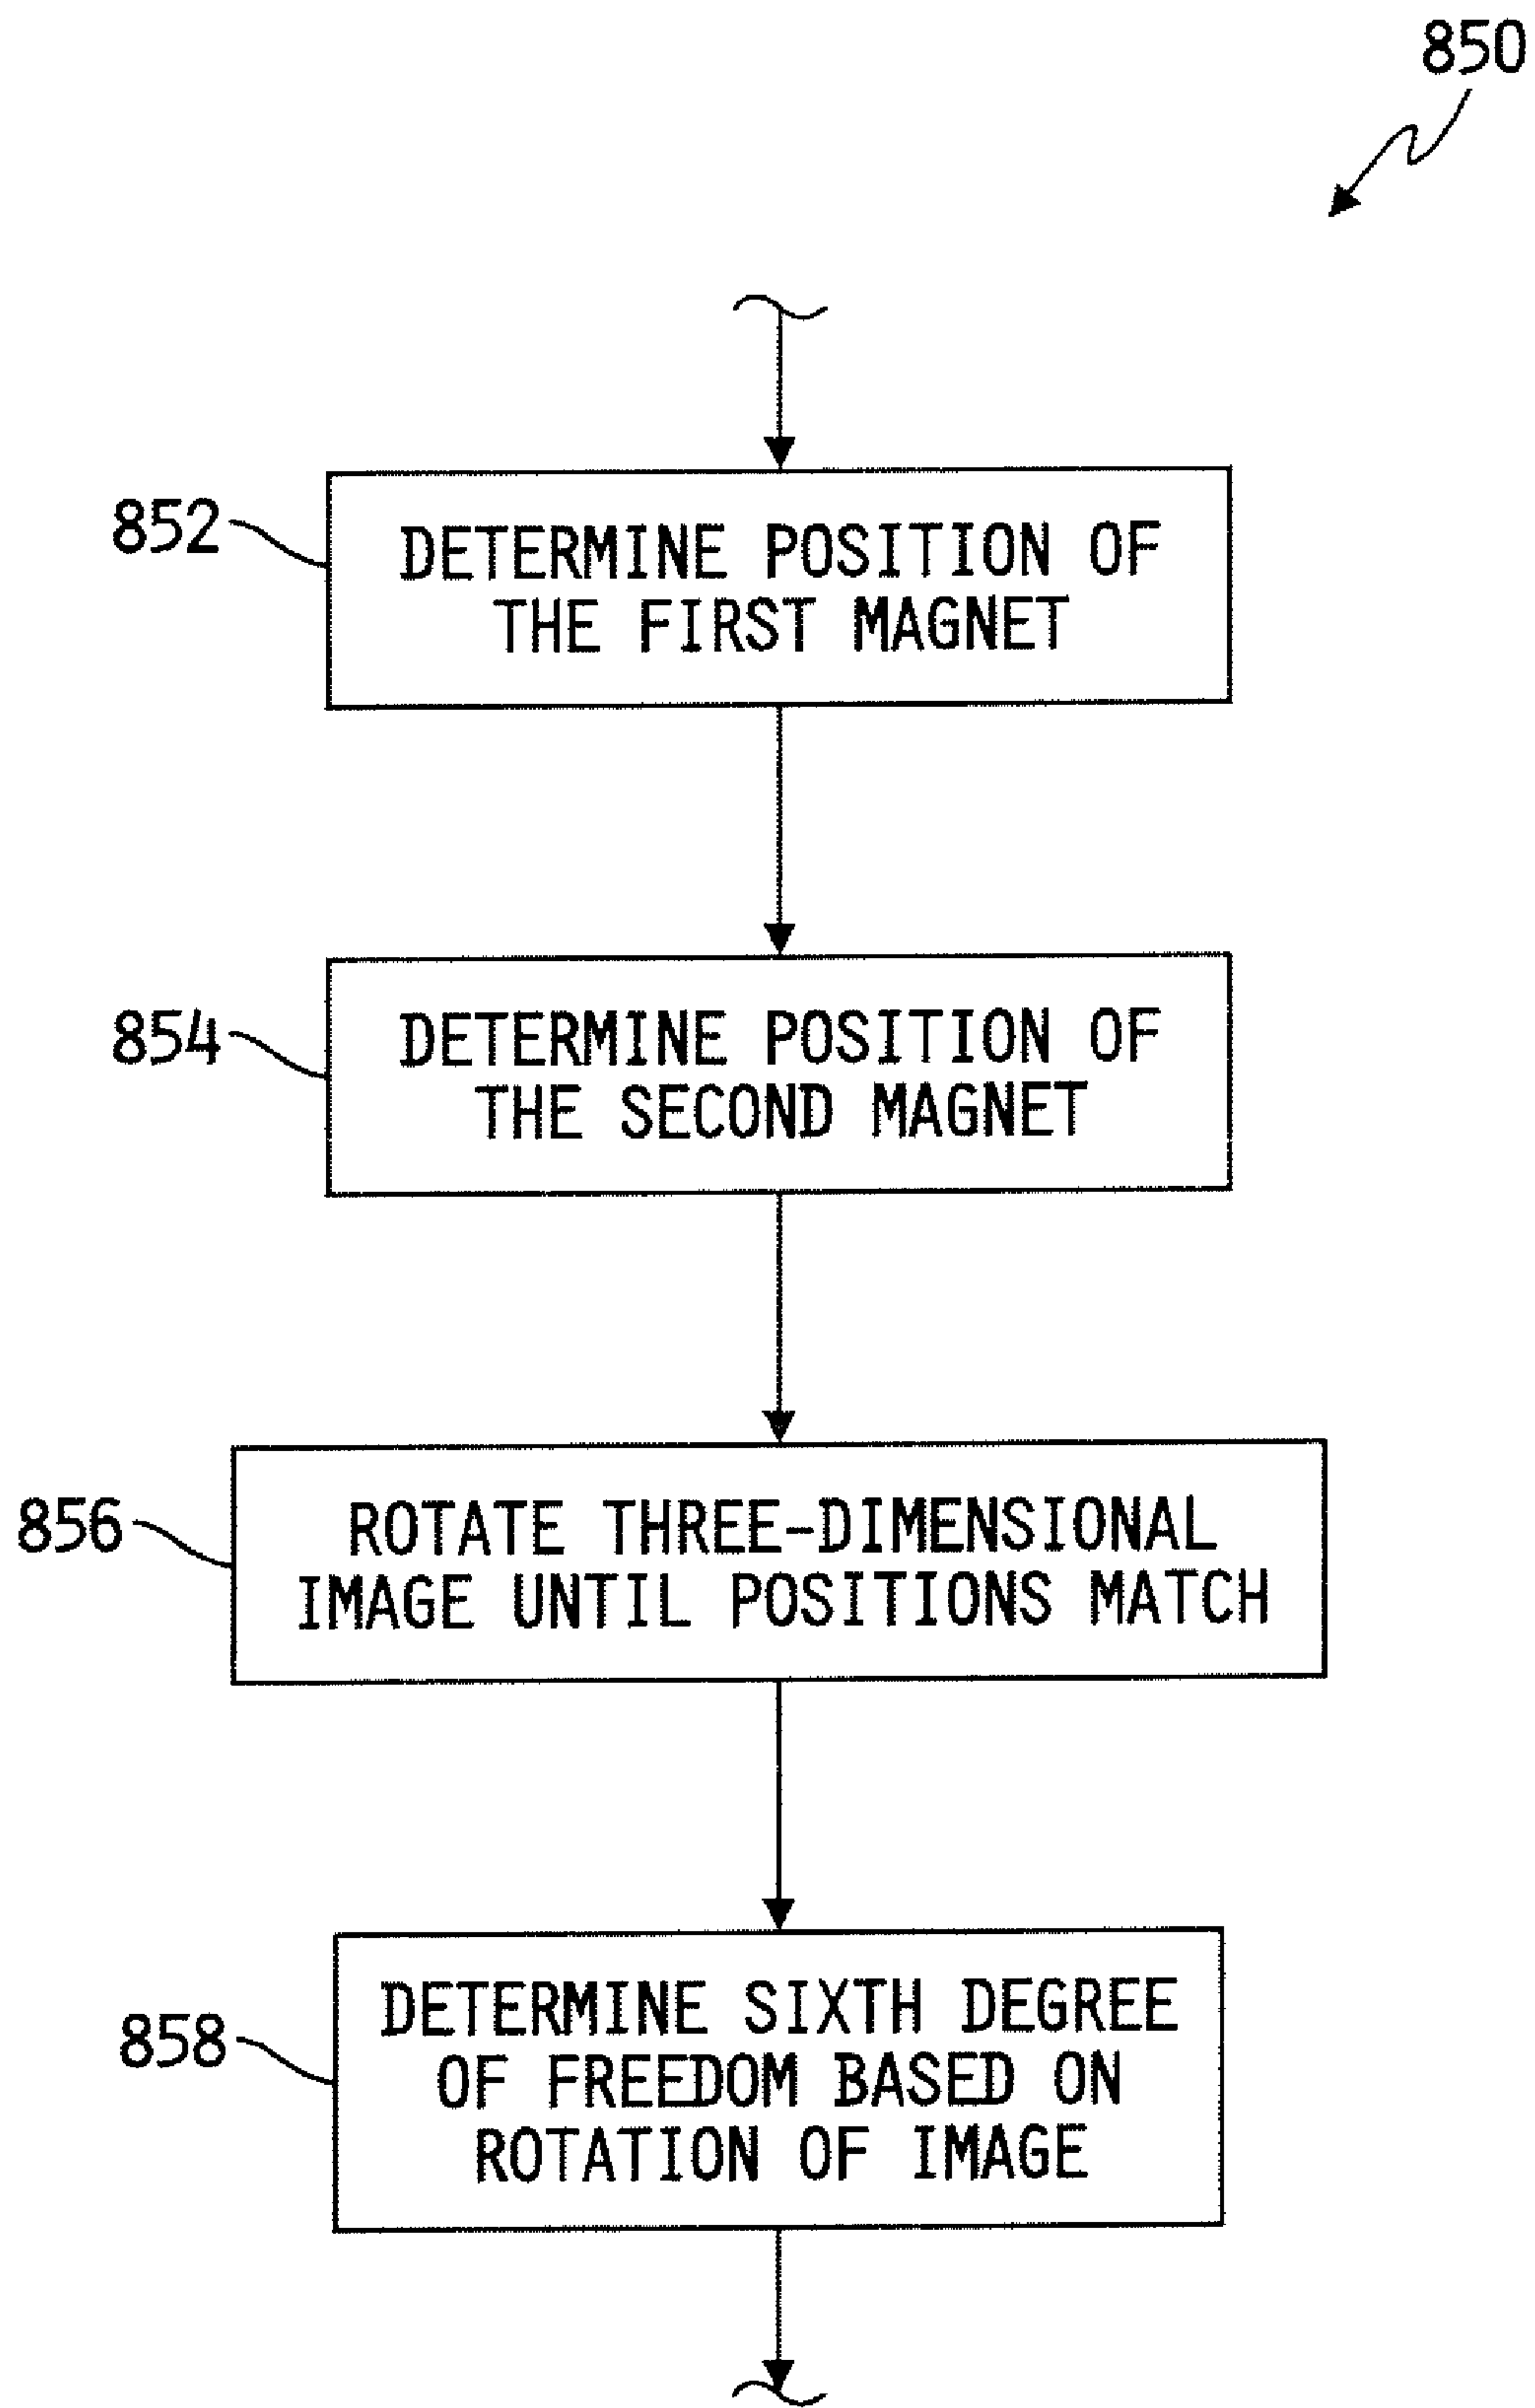 850
852
DETERMINE POSITION OF
THE FIRST MAGNET
854
DETERMINE POSITION OF
THE SECOND MAGNET
856
ROTATE THREE-DIMENSIONAL
IMAGE UNTIL POSITIONS MATCH
858
DETERMINE SIXTH DEGREE
OF FREEDOM BASED ON
ROTATION OF IMAGE